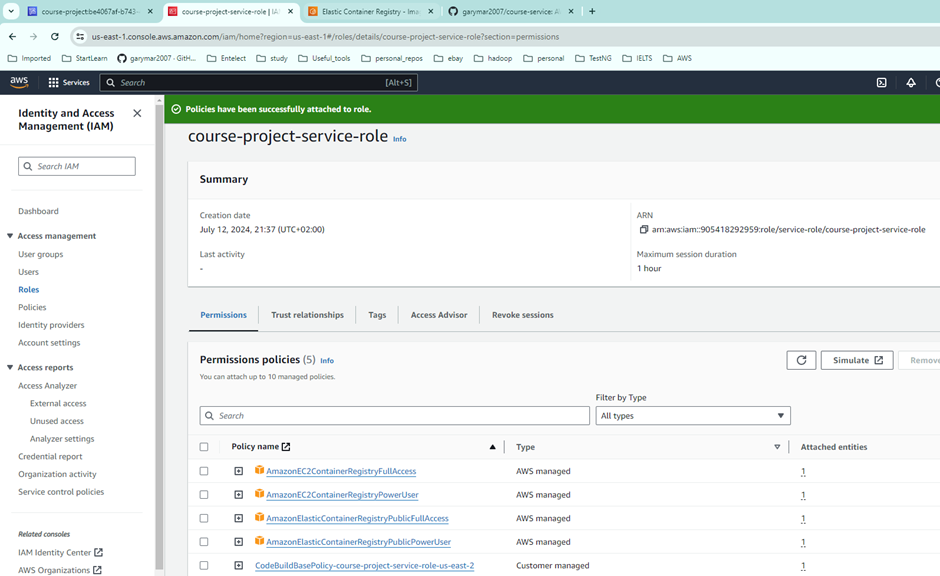 course-project:be4067af-b743-
course-project-service-role | IA
Elastic Container Registry - Ima
garymar2007/course-service: A
us-east-1.console.aws.amazon.com/iam/home?region=us-east-1#/roles/details/course-project-service-role?section=permissions
Imported StartLearn garymar2007 · GitH... Entelect study Useful_tools personal_repos ebay hadoop personal TestNG IELTS AWS
aws Services Search [Alt+S]
Identity and Access
Management (IAM)
Search IAM
Dashboard
Access management
User groups
Users
Roles
Policies
Identity providers
Account settings
Access reports
Access Analyzer
External access
Unused access
Analyzer settings
Credential report
Organization activity
Service control policies
Related consoles
IAM Identity Center
AWS Organizations
Policies have been successfully attached to role.
course-project-service-role Info
Summary
Creation date
July 12, 2024, 21:37 (UTC+02:00)
Last activity
-
ARN
arn:aws:iam::905418292959:role/service-role/course-project-service-role
Maximum session duration
1 hour
Permissions Trust relationships Tags Access Advisor Revoke sessions
Permissions policies (5) Info
You can attach up to 10 managed policies.
Simulate Remove
Filter by Type
Search All types
Policy name Type Attached entities
AmazonEC2ContainerRegistryFullAccess AWS managed 1
AmazonEC2ContainerRegistryPowerUser AWS managed 1
AmazonElasticContainerRegistryPublicFullAccess AWS managed 1
AmazonElasticContainerRegistryPublicPowerUser AWS managed 1
CodeBuildBasePolicy-course-project-service-role-us-east-2 Customer managed 1